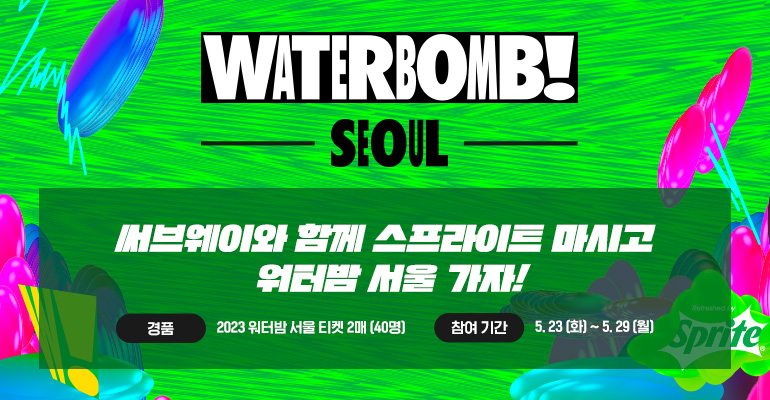 WATERBOMB!
SEOUL
써브웨이와 함께 스프라이트 마시고
워터밤 서울 가자!
경품 2023 워터밤 서울 티켓 2매 (40명) 참여 기간 5. 23 (화) ~ 5. 29 (월)
Refreshed by
Sprite®